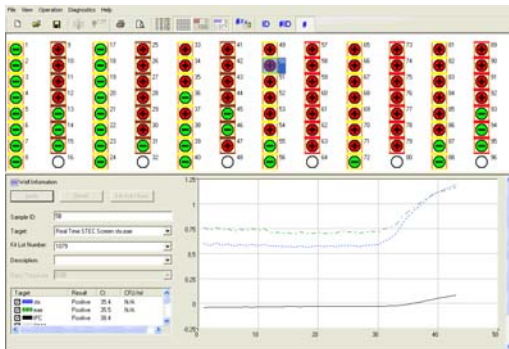 File View Operation Diagnostics Help
ID #ID #
1 9 17 25 33 41 49 57 65 73 81 89
2 10 18 26 34 42 58 66 74 82 90
3 11 19 27 35 43 51 59 67 75 83 91
4 12 20 28 36 44 52 60 68 76 84 92
5 13 21 29 37 45 53 61 69 77 85 93
6 14 22 30 38 46 54 62 70 78 86 94
7 15 23 31 39 47 55 63 71 79 87 95
8 16 24 32 40 48 56 64 72 80 88 96
Well Information
Sample ID:
Target: Real Time STEC Screen stx eae
Kit Lot Number: 1079
Description:
Target Result Ct CFU/ml
stx Positive 35.4 N/A
eae Positive 35.5 N/A
IPC Positive 38.4
1.25
1
0.75
0.5
0.25
0
-0.25
10 20 30 40 50